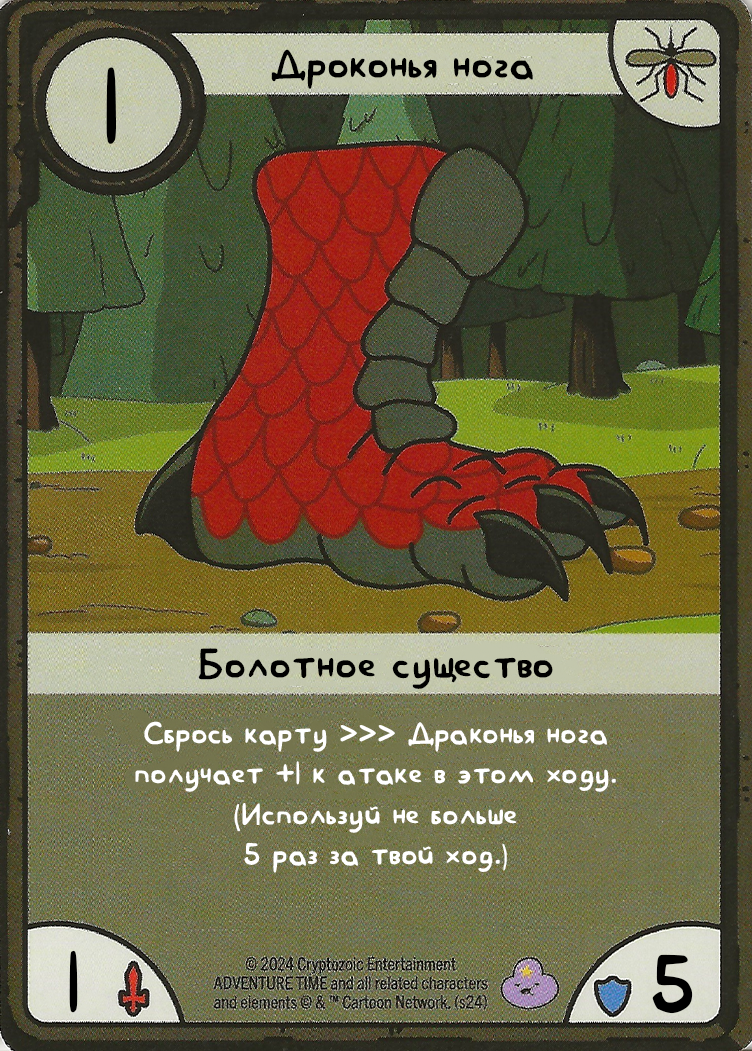 1
Дроконья нога
Болотное существо
Сбрось карту >>> Драконья нога
получает +1 к атаке в этом ходу.
(Используй не больше
5 раз за твой ход.)
1
© 2024 Cryptozoic Entertainment
ADVENTURE TIME and all related characters
and elements © & ™ Cartoon Network. (s24)
5